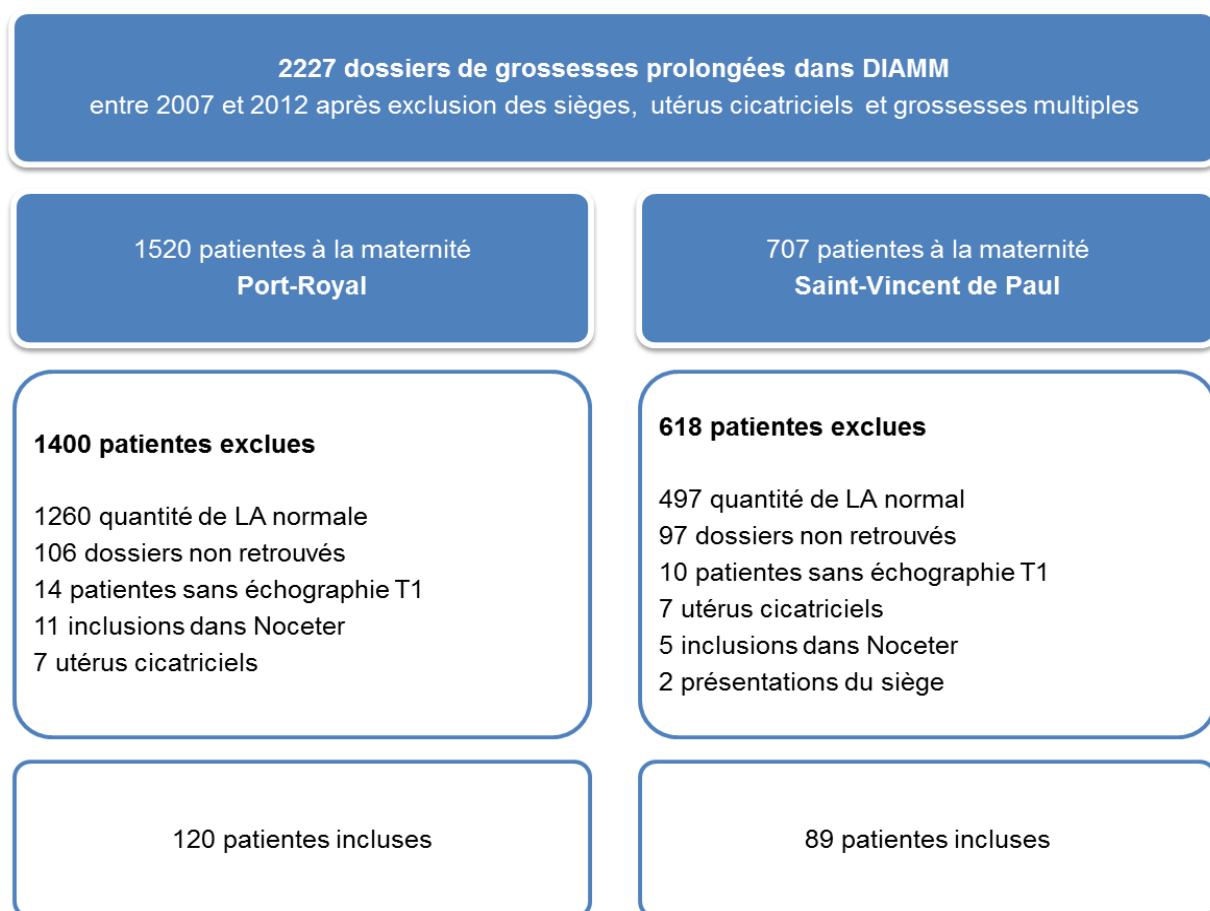 2227 dossiers de grossesses prolongées dans DIAMM
entre 2007 et 2012 après exclusion des sièges, utérus cicatriciels et grossesses multiples
1520 patientes à la maternité
Port-Royal
707 patientes à la maternité
Saint-Vincent de Paul
1400 patientes exclues
1260 quantité de LA normale
106 dossiers non retrouvés
14 patientes sans échographie T1
11 inclusions dans Noceter
7 utérus cicatriciels
618 patientes exclues
497 quantité de LA normal
97 dossiers non retrouvés
10 patientes sans échographie T1
7 utérus cicatriciels
5 inclusions dans Noceter
2 présentations du siège
120 patientes incluses
89 patientes incluses